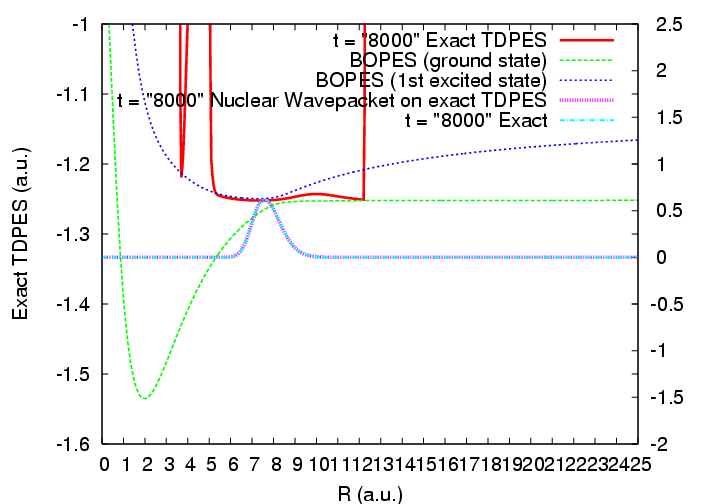 t = "8000" Exact TDPES
BOPES (ground state)
BOPES (1st excited state)
t = "8000" Nuclear Wavepacket on exact TDPES
t = "8000" Exact
Exact TDPES (a.u.)
-1
-1.1
-1.2
-1.3
-1.4
-1.5
-1.6
2.5
2
1.5
1
0.5
0
-0.5
-1
-1.5
-2
0 1 2 3 4 5 6 7 8 9 10 11 12 13 14 15 16 17 18 19 20 21 22 23 24 25
R (a.u.)